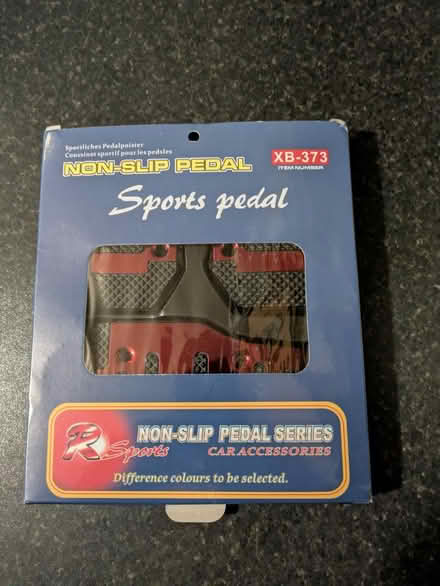 Sportliches Pedalpolster
Coussinet sportif pour les pedsles
NON-SLIP PEDAL
XB-373
ITEM NUMBER
Sports pedal
R
Sports
NON-SLIP PEDAL SERIES
CAR ACCESSORIES
Difference colours to be selected.